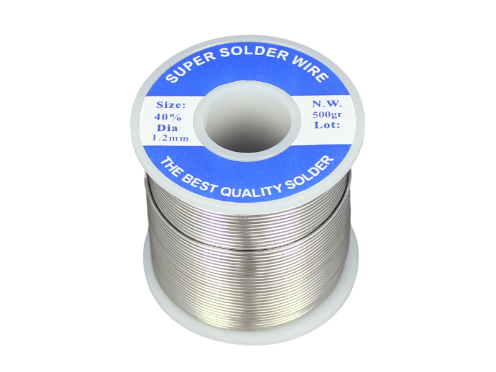 SUPER SOLDER WIRE
Size:
40%
Dia
1.2mm
N.W.
500gr
Lot:
THE BEST QUALITY SOLDER